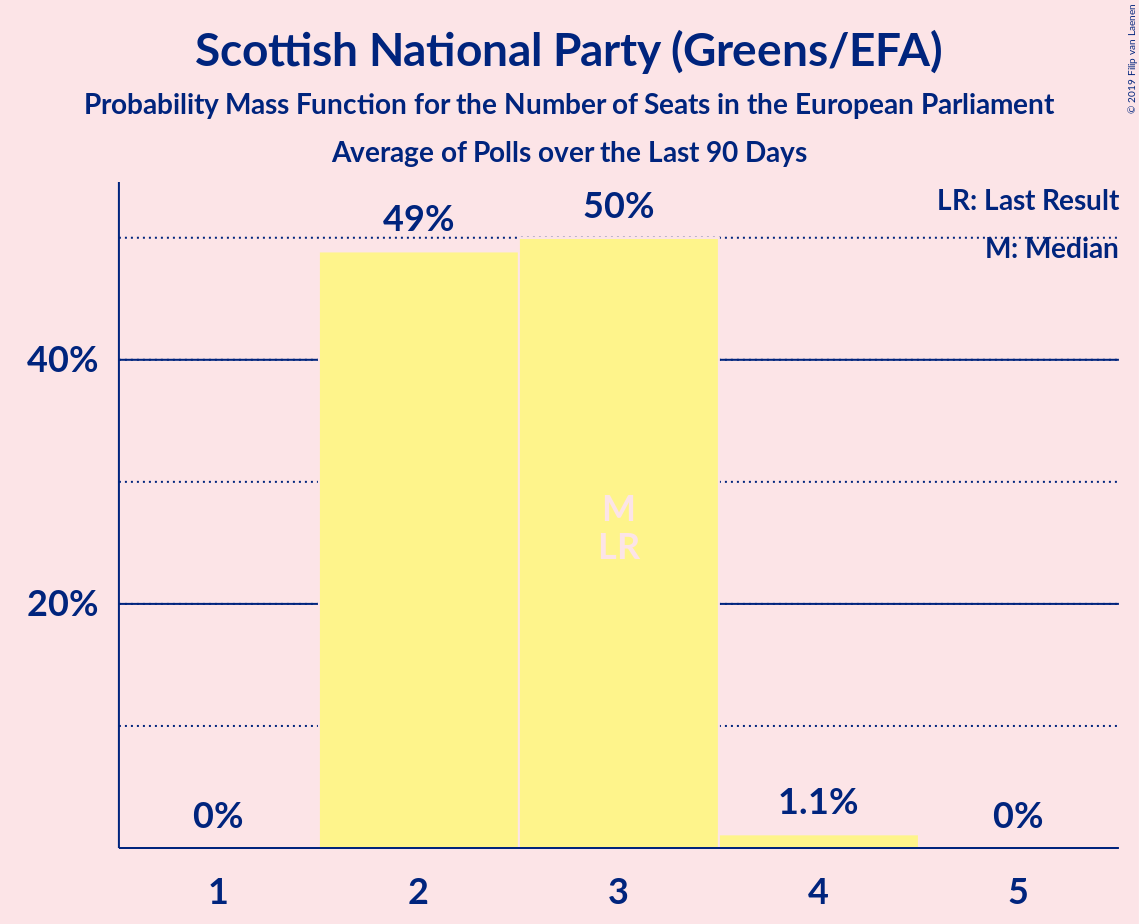 Scottish National Party (Greens/EFA)
Probability Mass Function for the Number of Seats in the European Parliament
Average of Polls over the Last 90 Days
© 2019 Filip van Laenen
LR: Last Result
M: Median
49%
50%
40%
M
LR
20%
0%
1.1%
0%
1
2
3
4
5